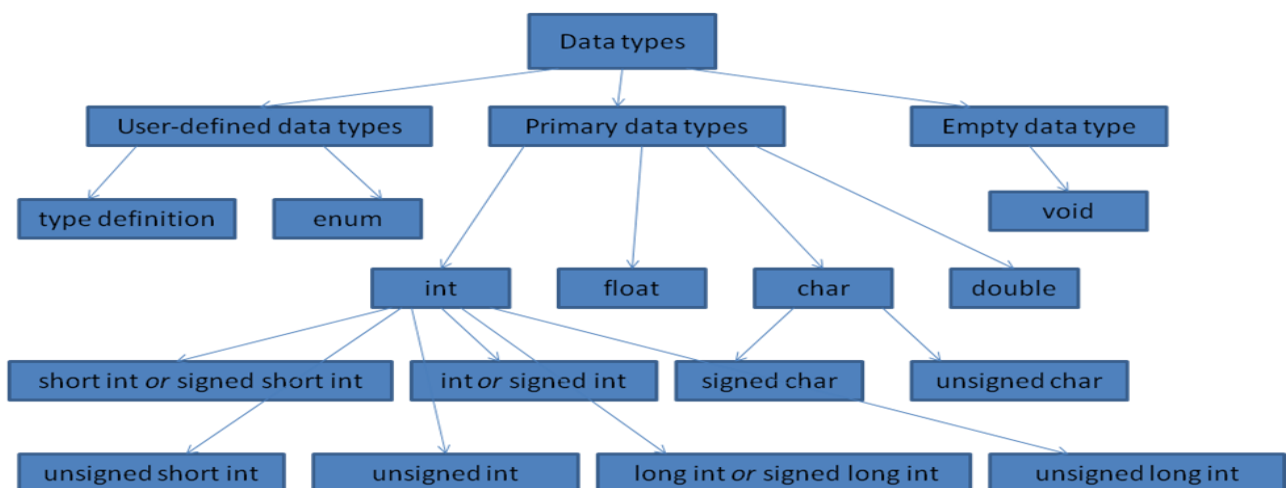 Data types
User-defined data types
Primary data types
Empty data type
type definition
enum
void
int
float
char
double
short int or signed short int
int or signed int
signed char
unsigned char
unsigned short int
unsigned int
long int or signed long int
unsigned long int